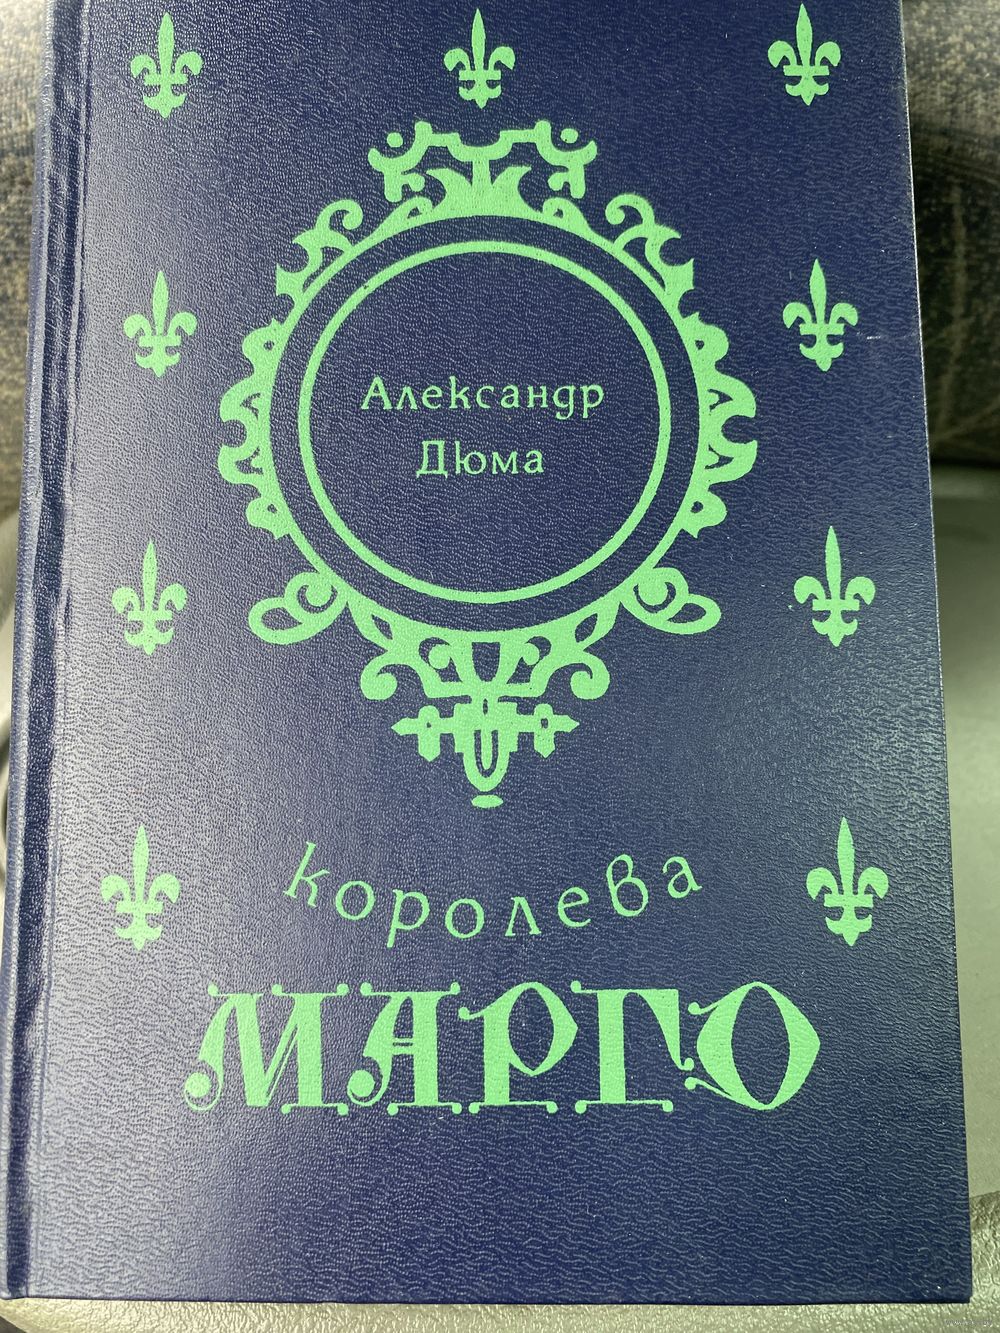 Александр
Дюма
королева
МАРГО